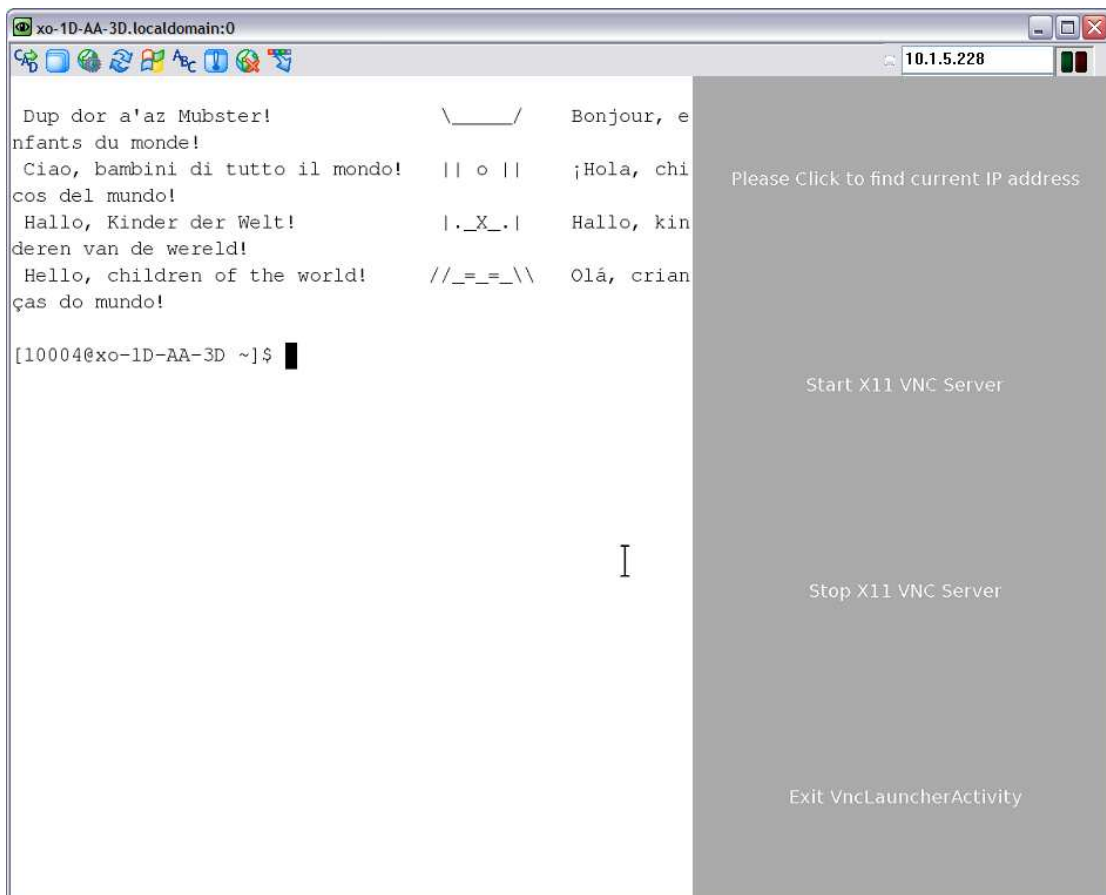 xo-1D-AA-3D.localdomain:0
10.1.5.228
Dup dor a'az Mubster! \_____/ Bonjour, e
nfants du monde!
Ciao, bambini di tutto il mondo! || o || ¡Hola, chi
cos del mundo!
Hallo, Kinder der Welt! |._X_.| Hallo, kin
deren van de wereld!
Hello, children of the world! //_=_=_\\ Olá, crian
ças do mundo!
[10004@xo-1D-AA-3D ~]$
Please Click to find current IP address
Start X11 VNC Server
Stop X11 VNC Server
Exit VncLauncherActivity